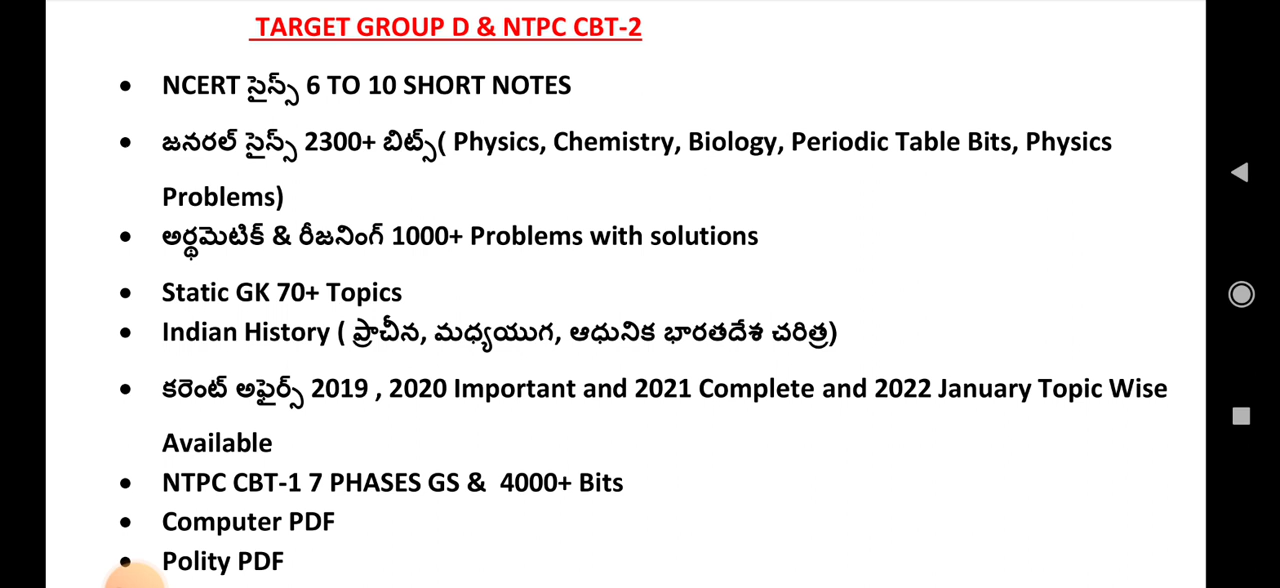 TARGET GROUP D & NTPC CBT-2
• NCERT సైన్స్ 6 TO 10 SHORT NOTES
• జనరల్ సైన్స్ 2300+ బిట్స్( Physics, Chemistry, Biology, Periodic Table Bits, Physics
Problems)
• అర్థమెటిక్ & రీజనింగ్ 1000+ Problems with solutions
• Static GK 70+ Topics
• Indian History ( ప్రాచీన, మధ్యయుగ, ఆధునిక భారతదేశ చరిత్ర)
• కరెంట్ అఫైర్స్ 2019 , 2020 Important and 2021 Complete and 2022 January Topic Wise
Available
• NTPC CBT-1 7 PHASES GS & 4000+ Bits
• Computer PDF
• Polity PDF